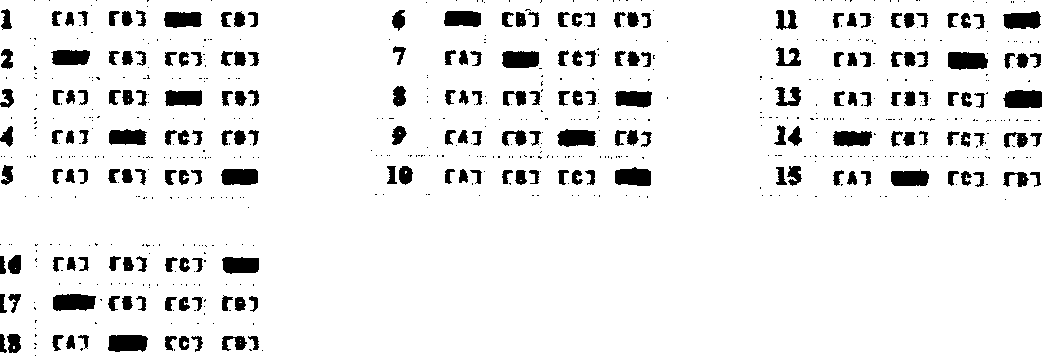 1 [A] [B] [D]
2 [B] [C] [D]
3 [A] [B] [D]
4 [A] [C] [D]
5 [A] [B] [C]
6 [B] [C] [D]
7 [A] [C] [D]
8 [A] [B] [C]
9 [A] [B] [D]
10 [A] [B] [C]
11 [A] [B] [C]
12 [A] [B] [D]
13 [A] [B] [C]
14 [B] [C] [D]
15 [A] [C] [D]
16 [A] [B] [C]
17 [B] [C] [D]
18 [A] [C] [D]